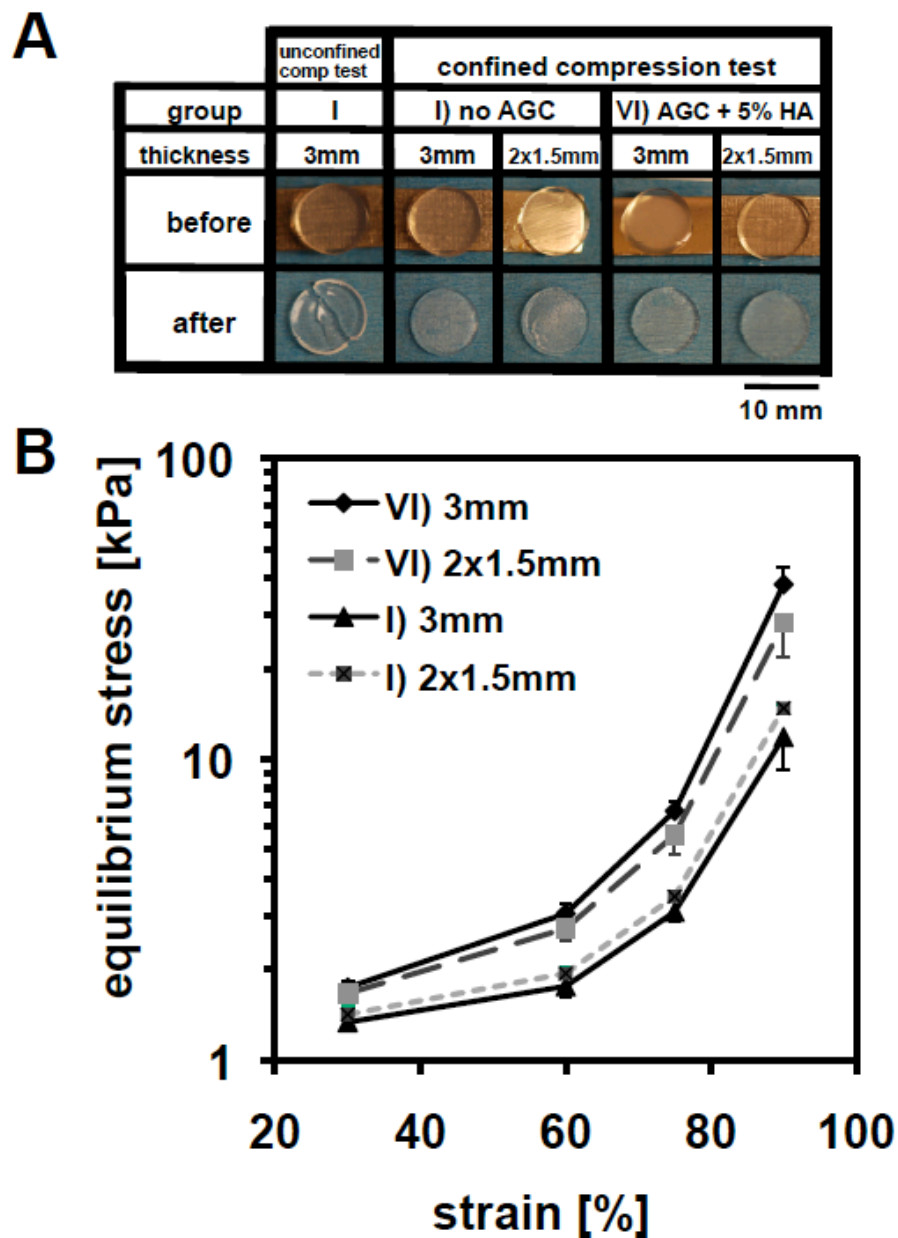 A
unconfined
comp test
confined compression test
group
I
I) no AGC
VI) AGC + 5% HA
thickness
3mm
3mm
2x1.5mm
3mm
2x1.5mm
before
after
10 mm
B
equilibrium stress [kPa]
100
10
1
VI) 3mm
VI) 2x1.5mm
I) 3mm
I) 2x1.5mm
20
40
60
80
100
strain [%]